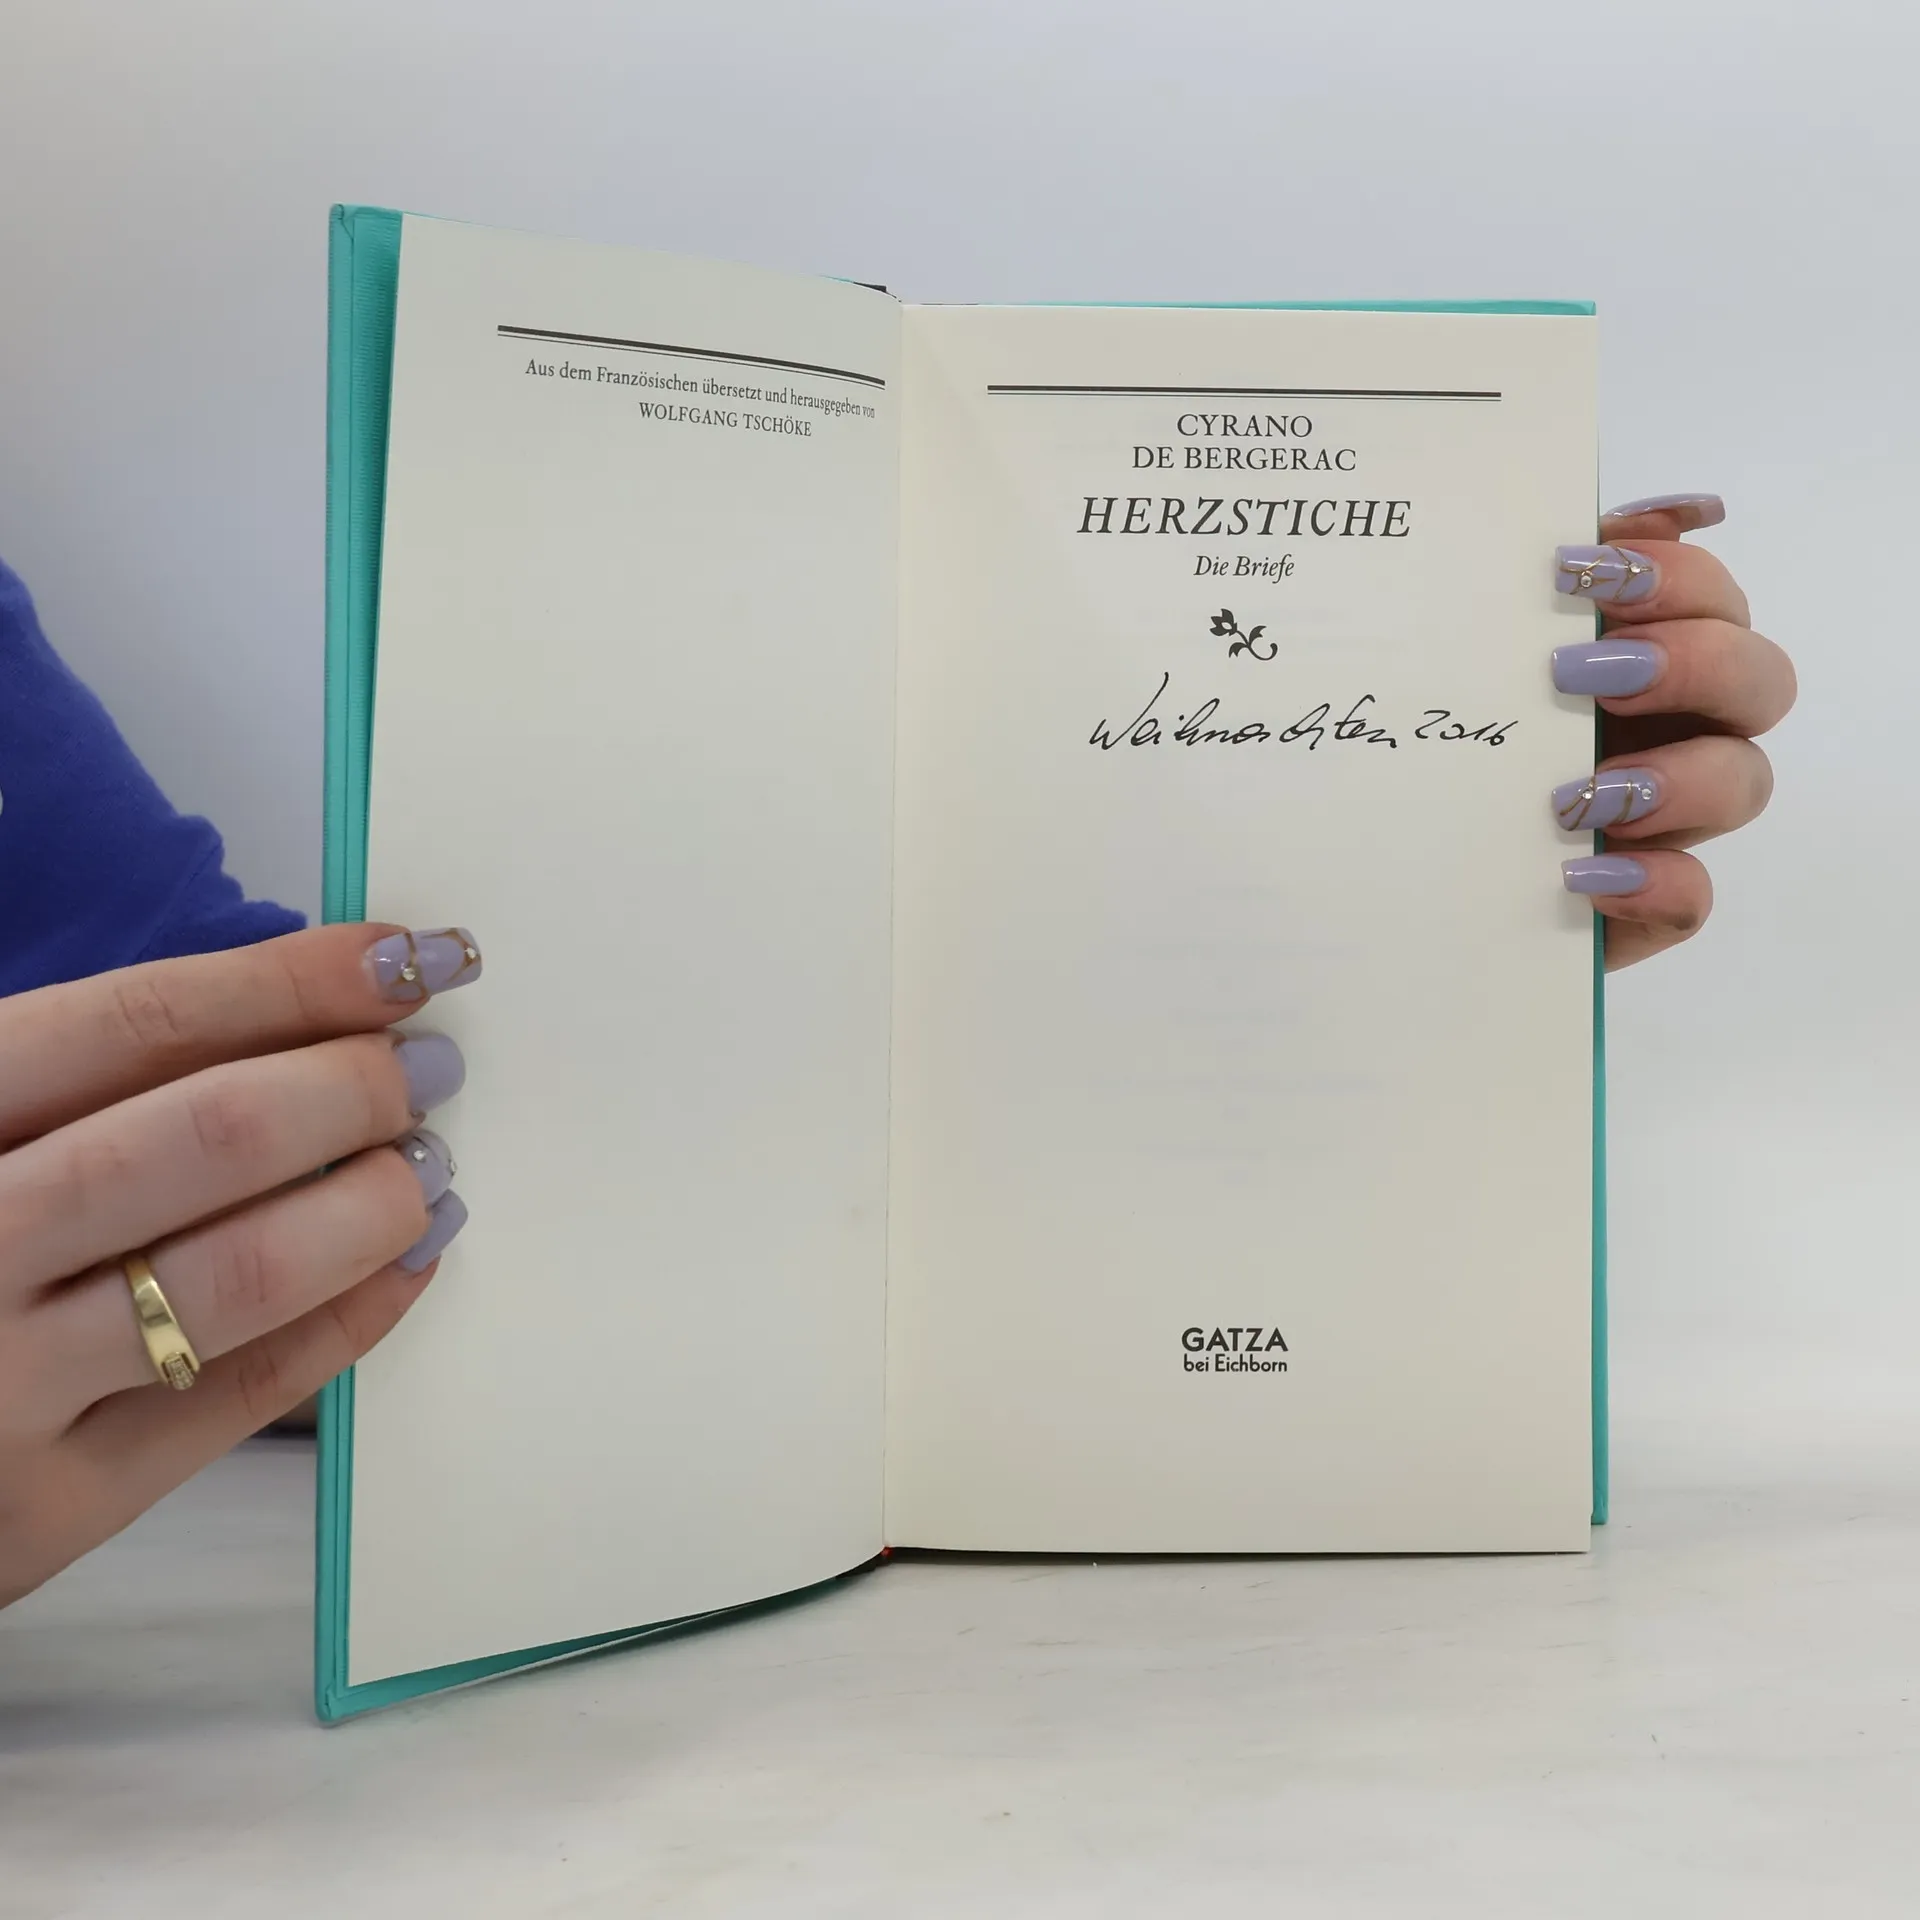 Aus dem Französischen übersetzt und herausgegeben von
WOLFGANG TSCHÖKE
CYRANO
DE BERGERAC
HERZSTICHE
Die Briefe
Weihnachten 2016
GATZA
bei Eichborn